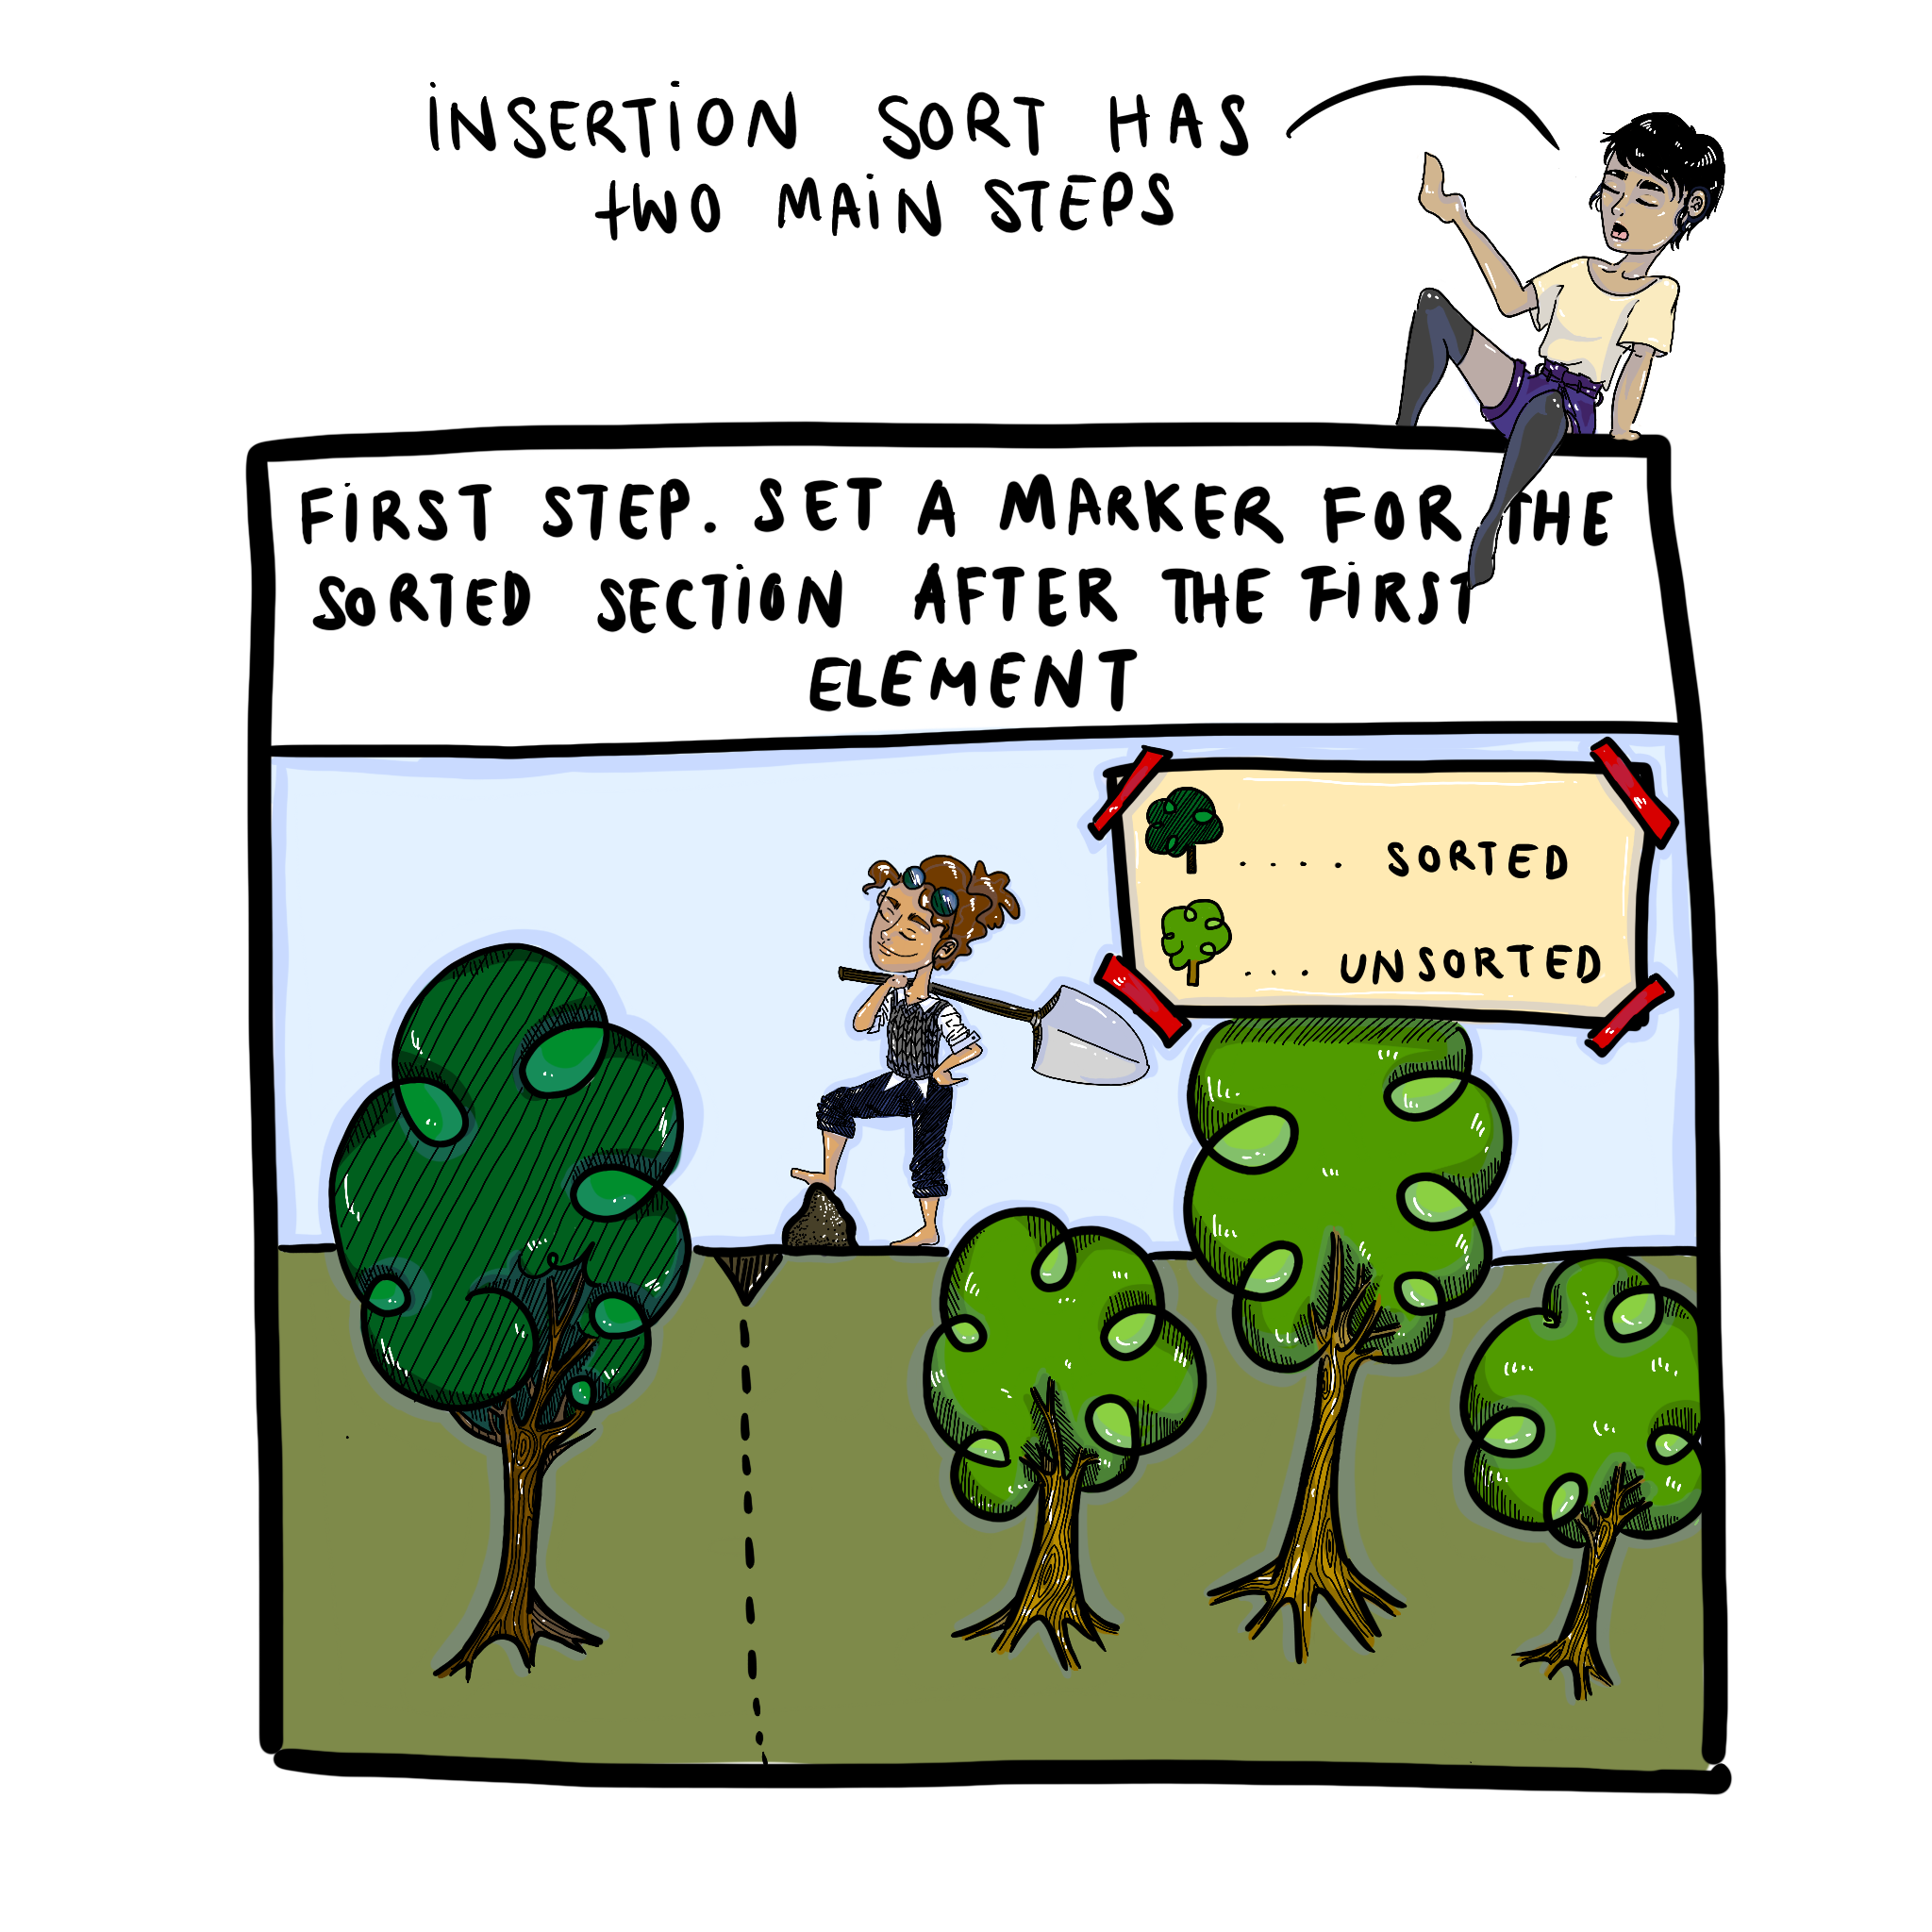 INSERTION SORT HAS
TWO MAIN STEPS
FIRST STEP. SET A MARKER FOR THE
SORTED SECTION AFTER THE FIRST
ELEMENT
.... SORTED
... UNSORTED